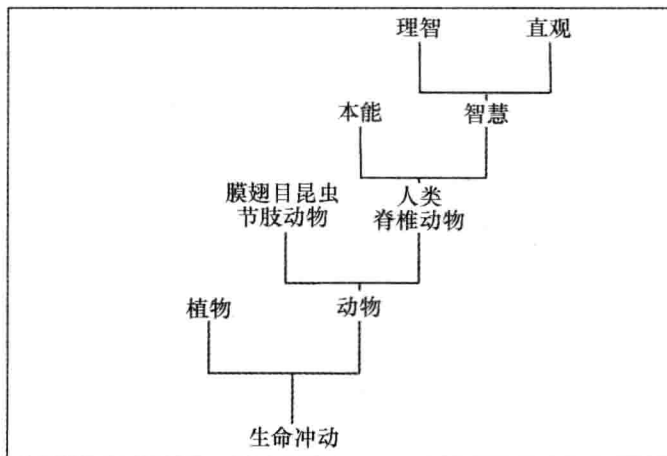 理智 直观
本能 智慧
膜翅目昆虫 人类
节肢动物 脊椎动物
植物 动物
生命冲动